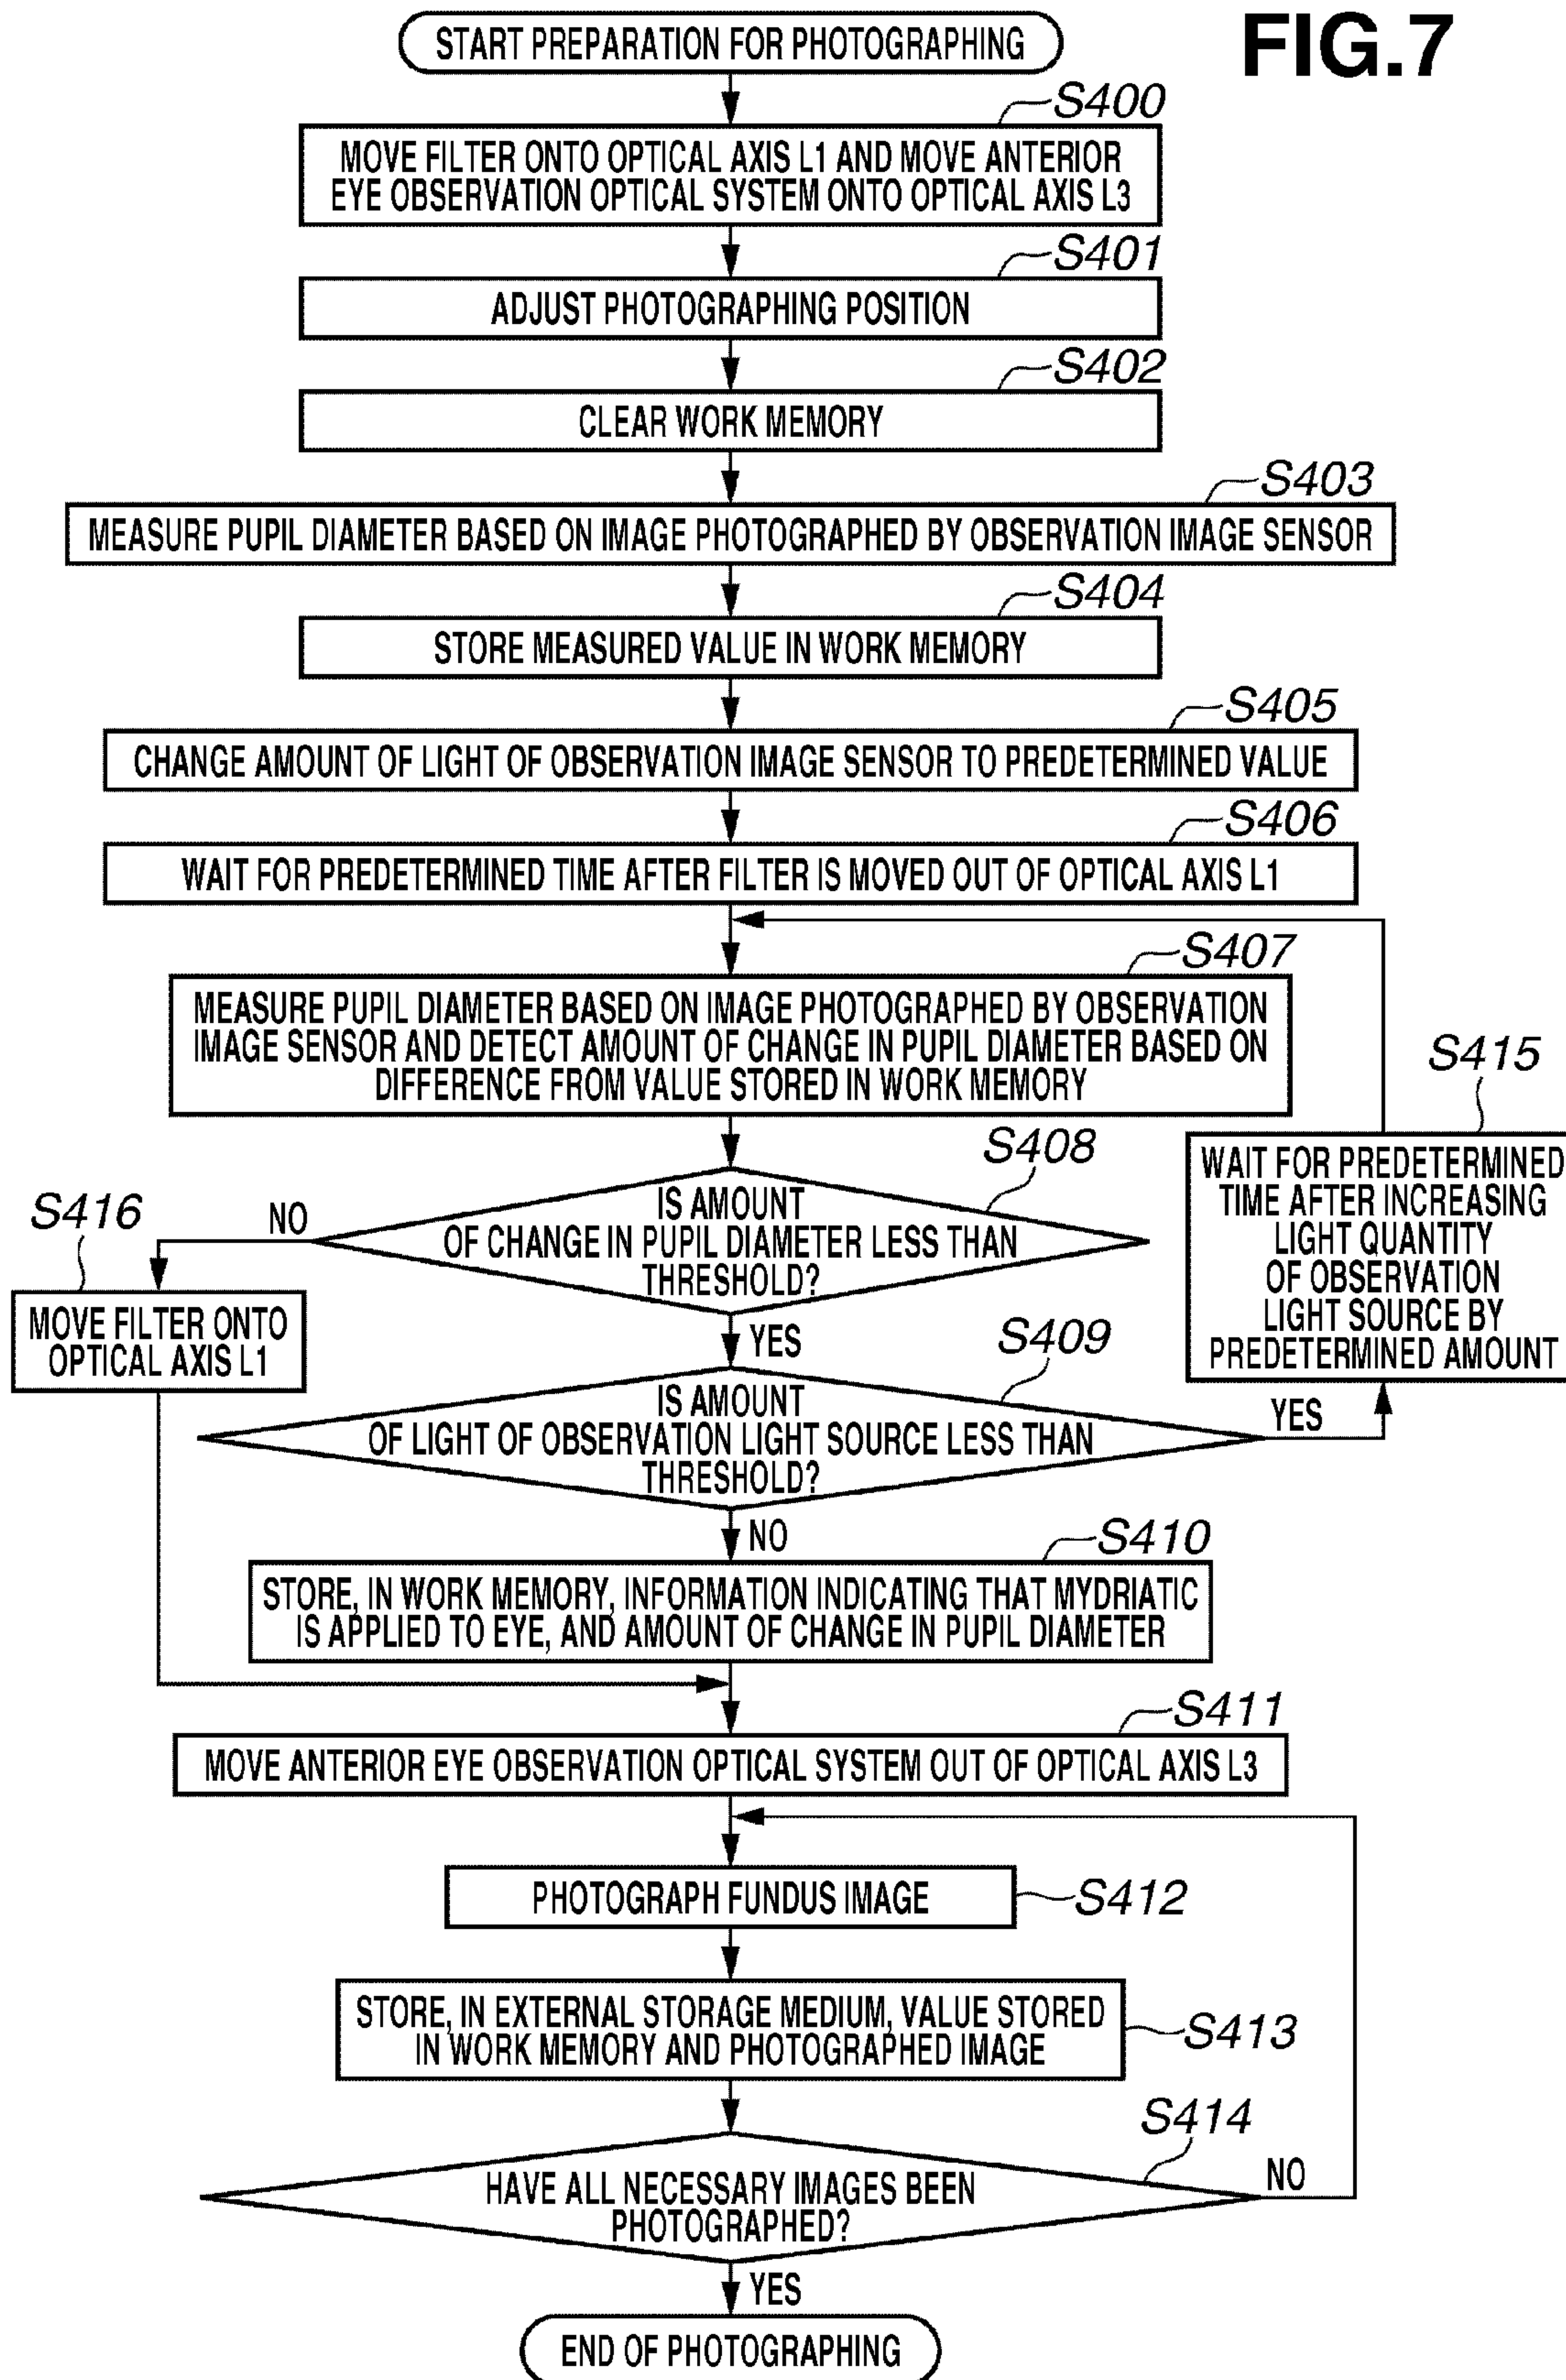 FIG.7
START PREPARATION FOR PHOTOGRAPHING
S400
MOVE FILTER ONTO OPTICAL AXIS L1 AND MOVE ANTERIOR
EYE OBSERVATION OPTICAL SYSTEM ONTO OPTICAL AXIS L3
S401
ADJUST PHOTOGRAPHING POSITION
S402
CLEAR WORK MEMORY
S403
MEASURE PUPIL DIAMETER BASED ON IMAGE PHOTOGRAPHED BY OBSERVATION IMAGE SENSOR
S404
STORE MEASURED VALUE IN WORK MEMORY
S405
CHANGE AMOUNT OF LIGHT OF OBSERVATION IMAGE SENSOR TO PREDETERMINED VALUE
S406
WAIT FOR PREDETERMINED TIME AFTER FILTER IS MOVED OUT OF OPTICAL AXIS L1
S407
MEASURE PUPIL DIAMETER BASED ON IMAGE PHOTOGRAPHED BY OBSERVATION
IMAGE SENSOR AND DETECT AMOUNT OF CHANGE IN PUPIL DIAMETER BASED ON
DIFFERENCE FROM VALUE STORED IN WORK MEMORY
S415
WAIT FOR PREDETERMINED
TIME AFTER INCREASING
LIGHT QUANTITY
OF OBSERVATION
LIGHT SOURCE BY
PREDETERMINED AMOUNT
S408
IS AMOUNT
OF CHANGE IN PUPIL DIAMETER LESS THAN
THRESHOLD?
NO
S416
MOVE FILTER ONTO
OPTICAL AXIS L1
YES
S409
IS AMOUNT
OF LIGHT OF OBSERVATION LIGHT SOURCE LESS THAN
THRESHOLD?
YES
NO
S410
STORE, IN WORK MEMORY, INFORMATION INDICATING THAT MYDRIATIC
IS APPLIED TO EYE, AND AMOUNT OF CHANGE IN PUPIL DIAMETER
S411
MOVE ANTERIOR EYE OBSERVATION OPTICAL SYSTEM OUT OF OPTICAL AXIS L3
PHOTOGRAPH FUNDUS IMAGE
S412
STORE, IN EXTERNAL STORAGE MEDIUM, VALUE STORED
IN WORK MEMORY AND PHOTOGRAPHED IMAGE
S413
S414
HAVE ALL NECESSARY IMAGES BEEN
PHOTOGRAPHED?
NO
YES
END OF PHOTOGRAPHING